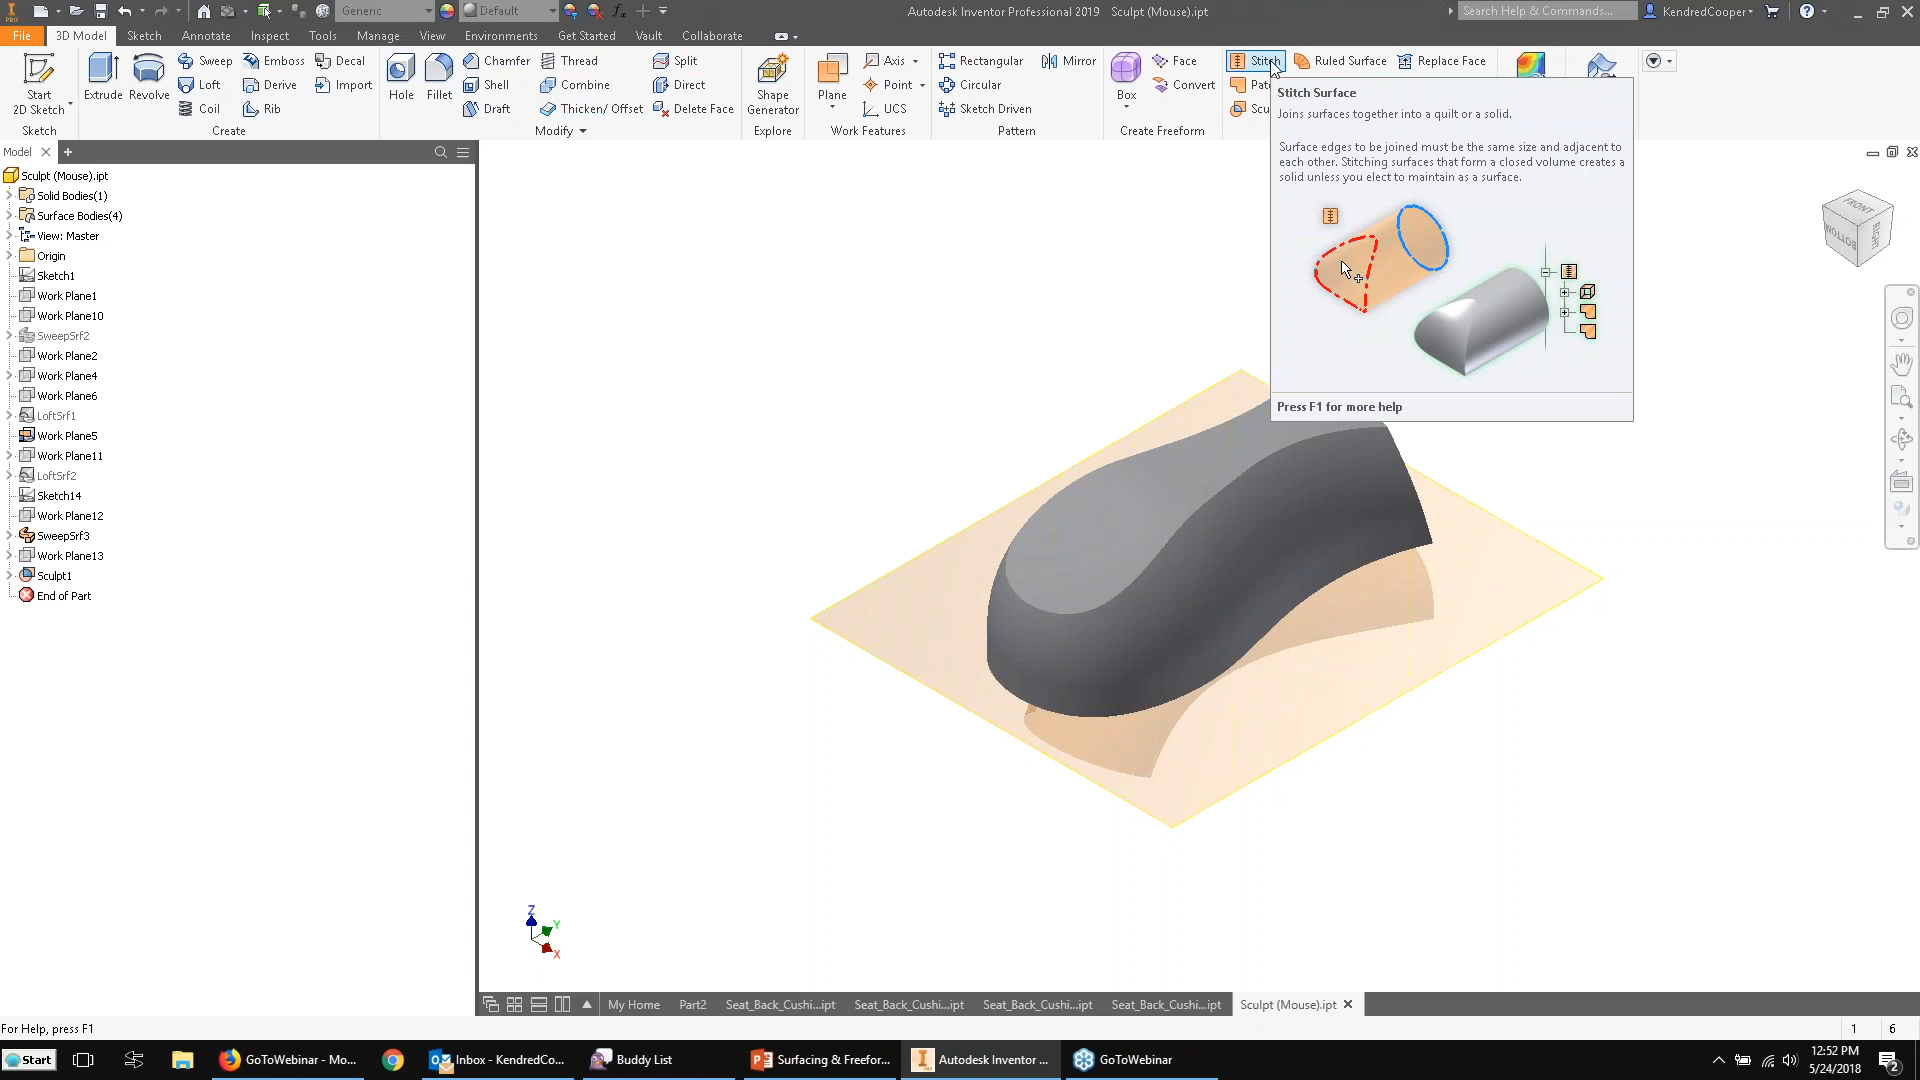 PRO
Generic
Default
Autodesk Inventor Professional 2019 Sculpt (Mouse).ipt
Search Help & Commands...
KendredCooper
File 3D Model Sketch Annotate Inspect Tools Manage View Environments Get Started Vault Collaborate
Start
2D Sketch
Sketch
Extrude
Revolve
Sweep
Loft
Coil
Emboss
Derive
Rib
Decal
Import
Create
Hole
Fillet
Chamfer
Shell
Draft
Thread
Combine
Thicken/ Offset
Split
Direct
Delete Face
Modify
Shape
Generator
Explore
Plane
Axis
Point
UCS
Work Features
Rectangular
Circular
Sketch Driven
Mirror
Pattern
Box
Face
Convert
Create Freeform
Stitch
Ruled Surface
Replace Face
Stitch Surface
Joins surfaces together into a quilt or a solid.
Surface edges to be joined must be the same size and adjacent to
each other. Stitching surfaces that form a closed volume creates a
solid unless you elect to maintain as a surface.
Press F1 for more help
Model
Sculpt (Mouse).ipt
Solid Bodies(1)
Surface Bodies(4)
View: Master
Origin
Sketch1
Work Plane1
Work Plane10
SweepSrf2
Work Plane2
Work Plane4
Work Plane6
LoftSrf1
Work Plane5
Work Plane11
LoftSrf2
Sketch14
Work Plane12
SweepSrf3
Work Plane13
Sculpt1
End of Part
FRONT
BOTTOM
RIGHT
Z
Y
X
My Home Part2 Seat_Back_Cushi...ipt Seat_Back_Cushi...ipt Seat_Back_Cushi...ipt Seat_Back_Cushi...ipt Sculpt (Mouse).ipt
For Help, press F1
1 6
Start
GoToWebinar - Mo...
Inbox - KendredCo...
Buddy List
Surfacing & Freefor...
Autodesk Inventor ...
GoToWebinar
12:52 PM
5/24/2018
2